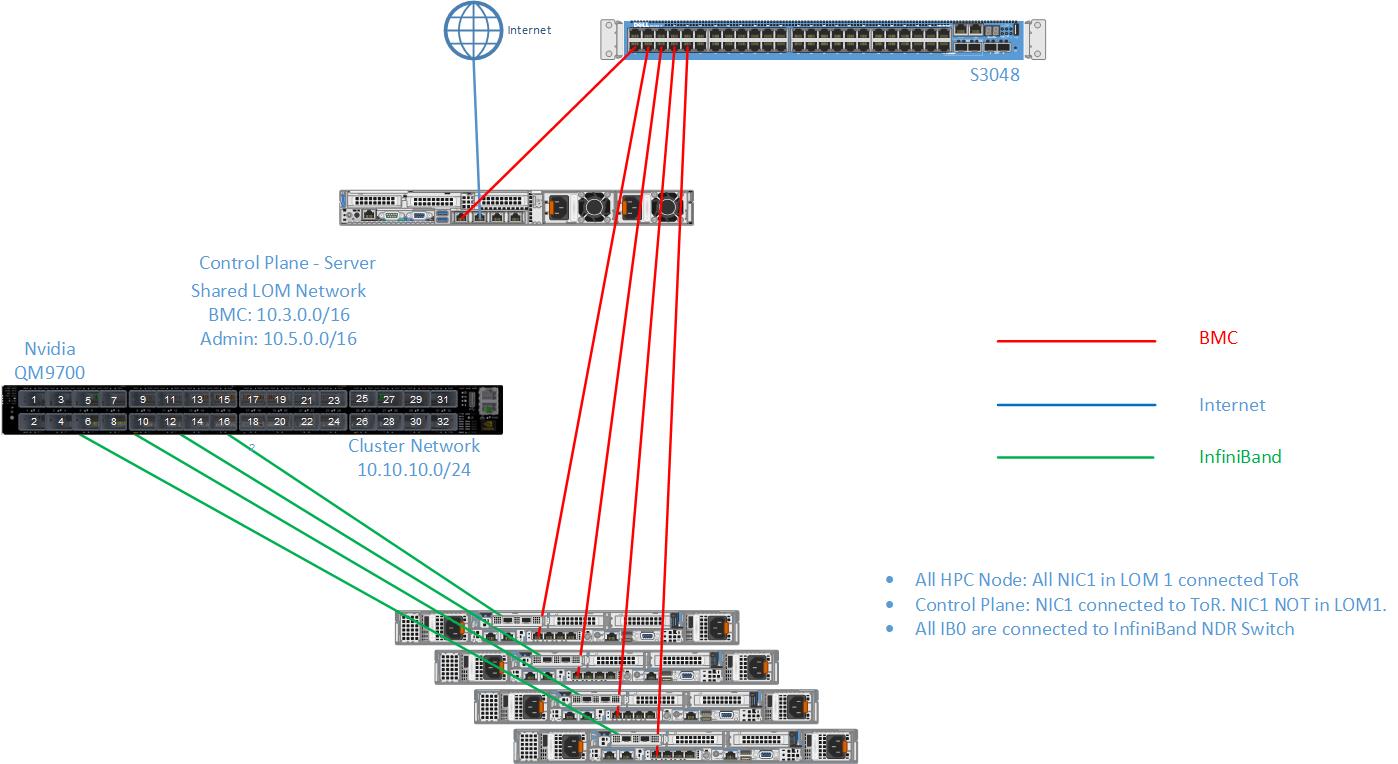 Internet
DELL
S3048
Control Plane - Server
Shared LOM Network
BMC: 10.3.0.0/16
Admin: 10.5.0.0/16
Nvidia
QM9700
1 3 5 7 9 11 13 15 17 19 21 23 25 27 29 31
2 4 6 8 10 12 14 16 18 20 22 24 26 28 30 32
?
Cluster Network
10.10.10.0/24
BMC
Internet
InfiniBand
• All HPC Node: All NIC1 in LOM 1 connected ToR
• Control Plane: NIC1 connected to ToR. NIC1 NOT in LOM1.
• All IB0 are connected to InfiniBand NDR Switch